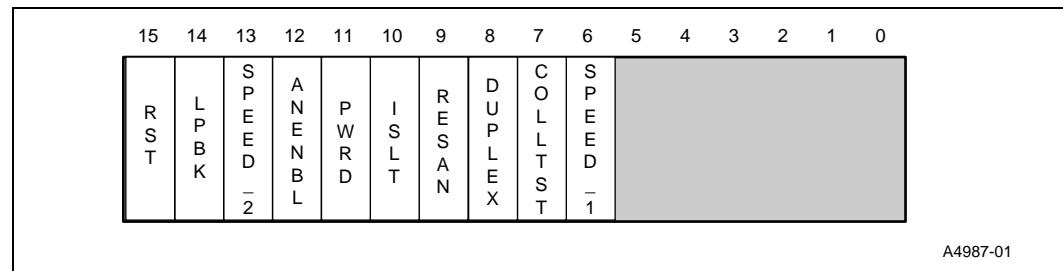 15 14 13 12 11 10 9 8 7 6 5 4 3 2 1 0
RST
LPBK
SPEED_2
ANENBL
PWRD
ISLT
RESAN
DUPLEX
COLLTST
SPEED_1
A4987-01